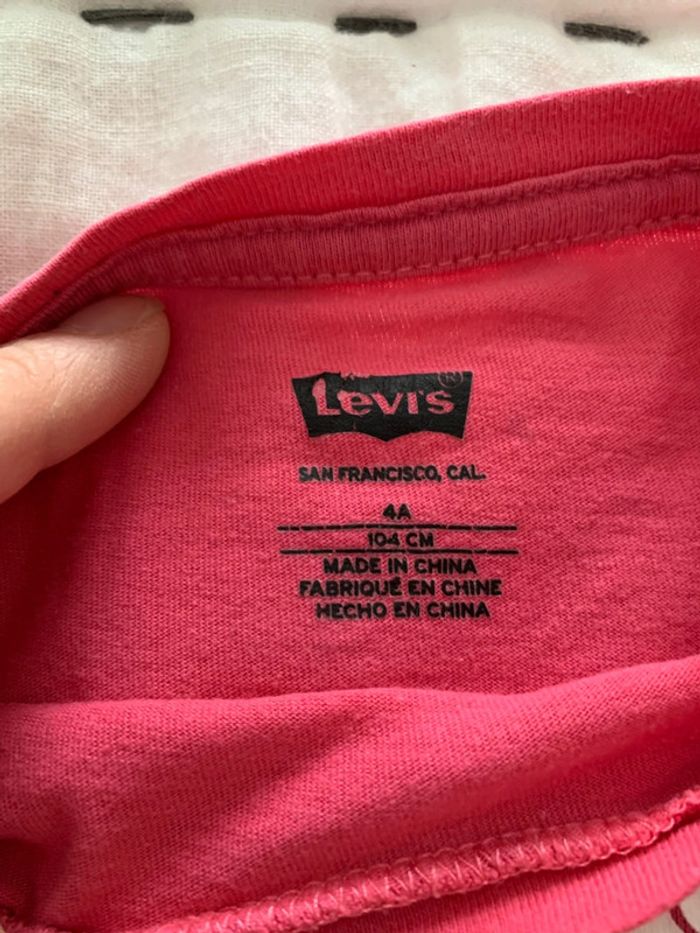 Levi's ®
SAN FRANCISCO, CAL.
4A
104 CM
MADE IN CHINA
FABRIQUÉ EN CHINE
HECHO EN CHINA